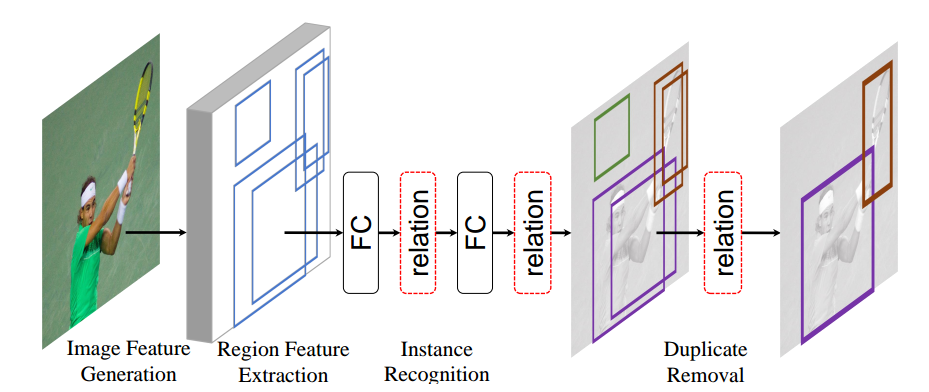 FC
relation
FC
relation
relation
Image Feature
Generation
Region Feature
Extraction
Instance
Recognition
Duplicate
Removal